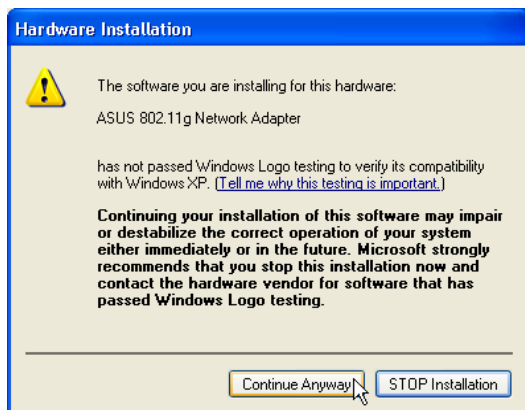 Hardware Installation
The software you are installing for this hardware:
ASUS 802.11g Network Adapter
has not passed Windows Logo testing to verify its compatibility
with Windows XP. (Tell me why this testing is important.)
Continuing your installation of this software may impair
or destabilize the correct operation of your system
either immediately or in the future. Microsoft strongly
recommends that you stop this installation now and
contact the hardware vendor for software that has
passed Windows Logo testing.
Continue Anyway
STOP Installation